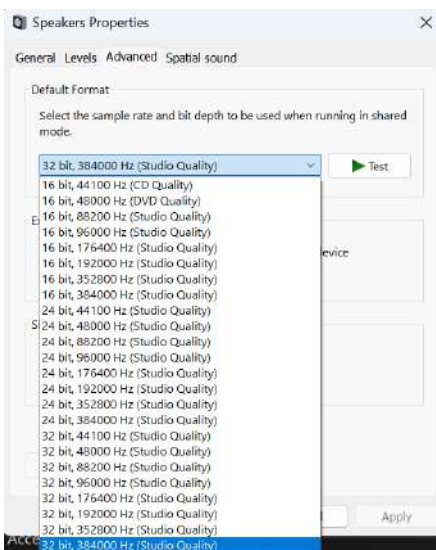 Speakers Properties
General Levels Advanced Spatial sound
Default Format
Select the sample rate and bit depth to be used when running in shared
mode.
32 bit, 384000 Hz (Studio Quality)
Test
16 bit, 44100 Hz (CD Quality)
16 bit, 48000 Hz (DVD Quality)
16 bit, 88200 Hz (Studio Quality)
16 bit, 96000 Hz (Studio Quality)
16 bit, 176400 Hz (Studio Quality)
evice
16 bit, 192000 Hz (Studio Quality)
16 bit, 352800 Hz (Studio Quality)
16 bit, 384000 Hz (Studio Quality)
24 bit, 44100 Hz (Studio Quality)
24 bit, 48000 Hz (Studio Quality)
24 bit, 88200 Hz (Studio Quality)
24 bit, 96000 Hz (Studio Quality)
24 bit, 176400 Hz (Studio Quality)
24 bit, 192000 Hz (Studio Quality)
24 bit, 352800 Hz (Studio Quality)
24 bit, 384000 Hz (Studio Quality)
32 bit, 44100 Hz (Studio Quality)
32 bit, 48000 Hz (Studio Quality)
32 bit, 88200 Hz (Studio Quality)
32 bit, 96000 Hz (Studio Quality)
32 bit, 176400 Hz (Studio Quality)
32 bit, 192000 Hz (Studio Quality)
Apply
32 bit, 352800 Hz (Studio Quality)
32 bit, 384000 Hz (Studio Quality)